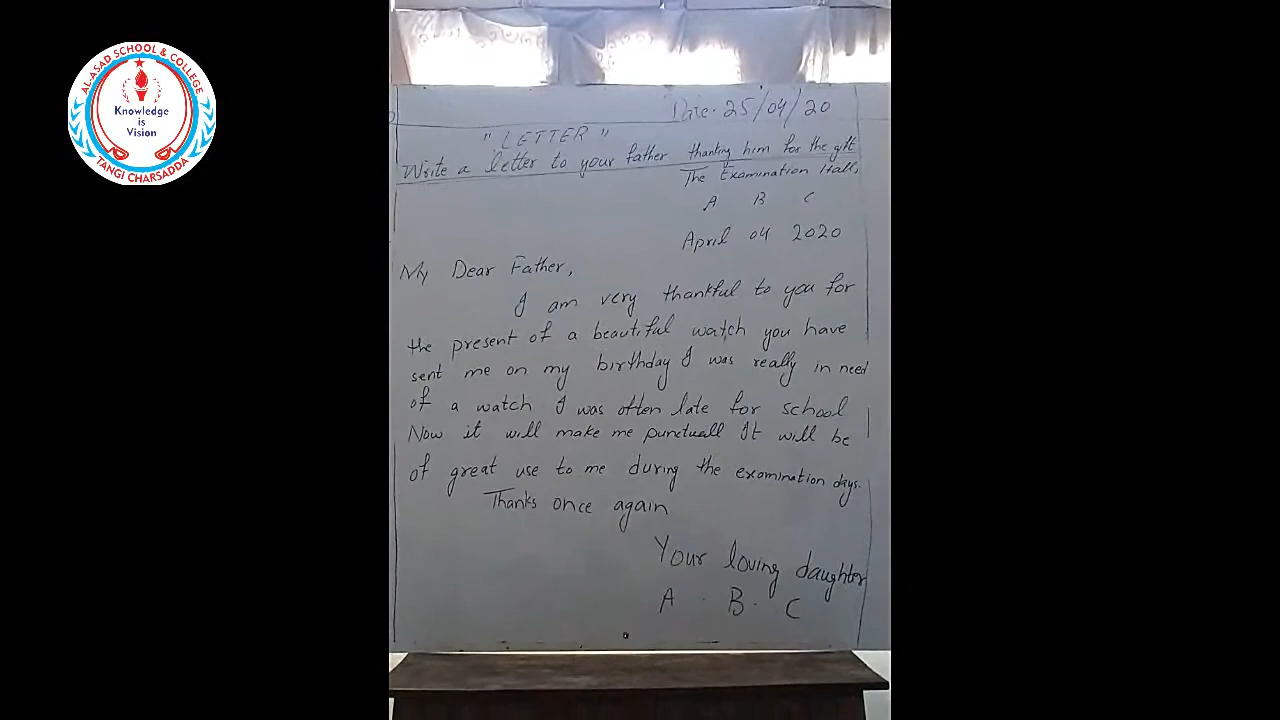 AL-ASAD SCHOOL & COLLEGE
Knowledge
is
Vision
TANGI CHARSADDA
Date. 25/04/20
"LETTER"
Write a letter to your father thanking him for the gift
The Examination Hall,
A B C
April 04 2020
My Dear Father,
I am very thankful to you for
the present of a beautiful watch you have
sent me on my birthday I was really in need
of a watch I was often late for school
Now it will make me punctuall It will be
of great use to me during the examination days.
Thanks once again
Your loving daughter
A . B . C